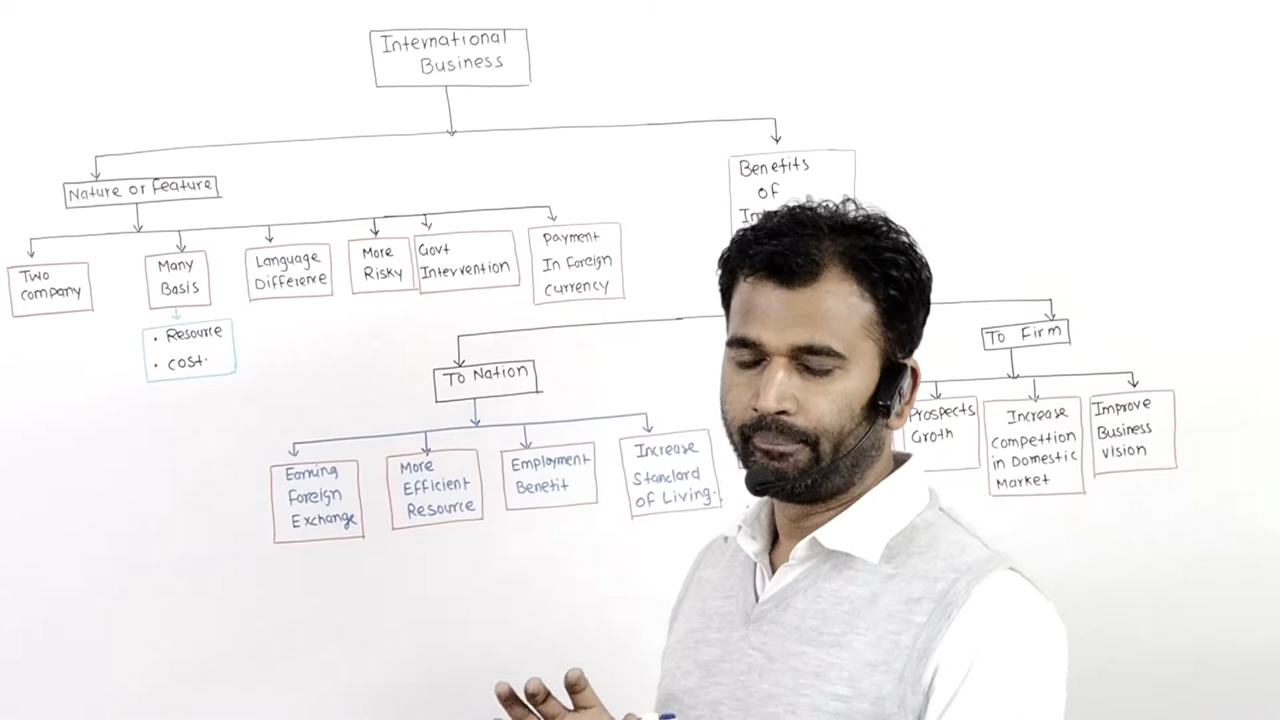 International
Business
Nature or Feature
Benefits
of
Two
company
Many
Basis
• Resource
• cost.
Language
Difference
More
Risky
Govt
Intervention
Payment
In Foreign
currency
To Nation
Earning
Foreign
Exchange
More
Efficient
Resource
Employment
Benefit
Increase
Standard
of Living.
To Firm
Prospects
Groth
Increase
Compettion
in Domestic
Market
Improve
Business
vision